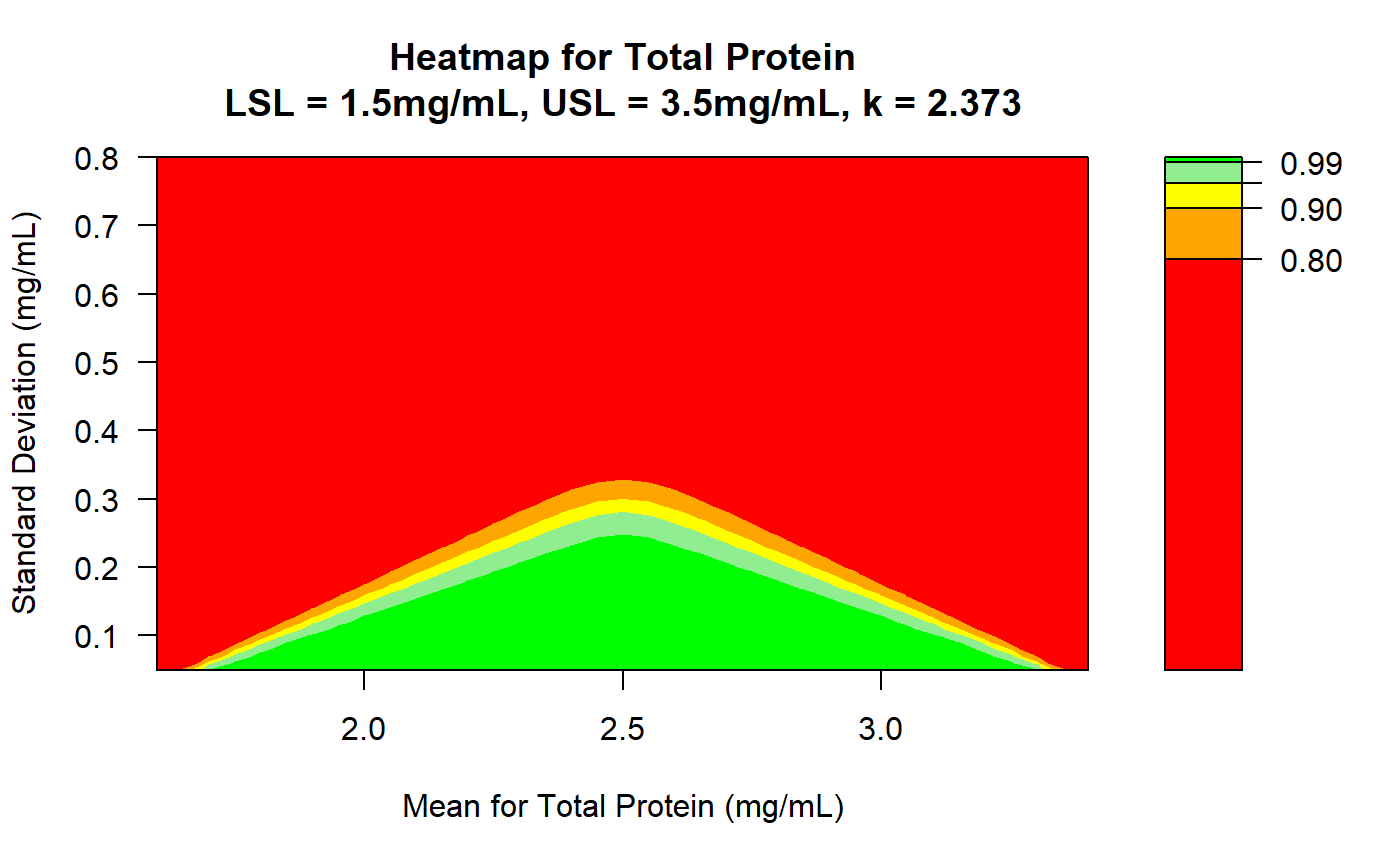 Heatmap for Total Protein
LSL = 1.5mg/mL, USL = 3.5mg/mL, k = 2.373
Standard Deviation (mg/mL)
0.8
0.7
0.6
0.5
0.4
0.3
0.2
0.1
2.0 2.5 3.0
Mean for Total Protein (mg/mL)
0.99
0.90
0.80